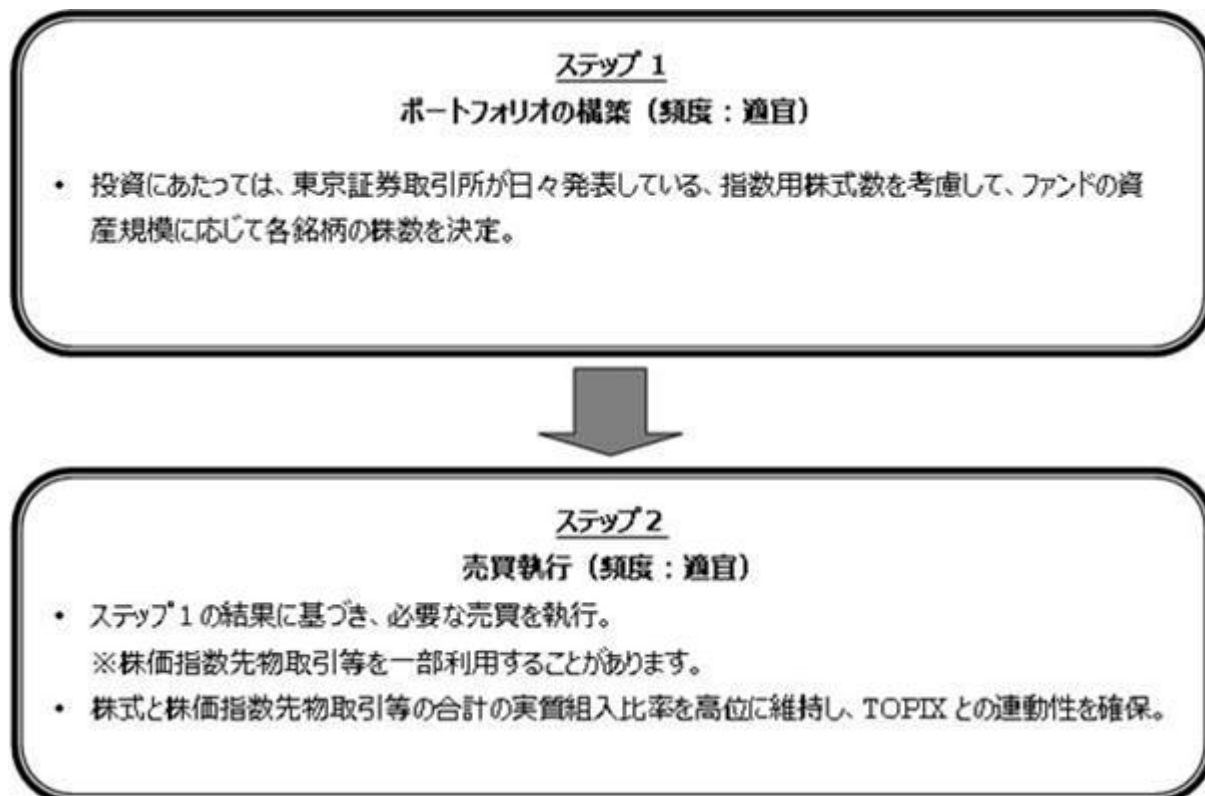 ステップ1
ポートフォリオの構築（頻度：適宜）
• 投資にあたっては、東京証券取引所が日々発表している、指数用株式数を考慮して、ファンドの資
産規模に応じて各銘柄の株数を決定。
ステップ2
売買執行（頻度：適宜）
• ステップ1の結果に基づき、必要な売買を執行。
※株価指数先物取引等を一部利用することがあります。
• 株式と株価指数先物取引等の合計の実質組入比率を高位に維持し、TOPIXとの連動性を確保。